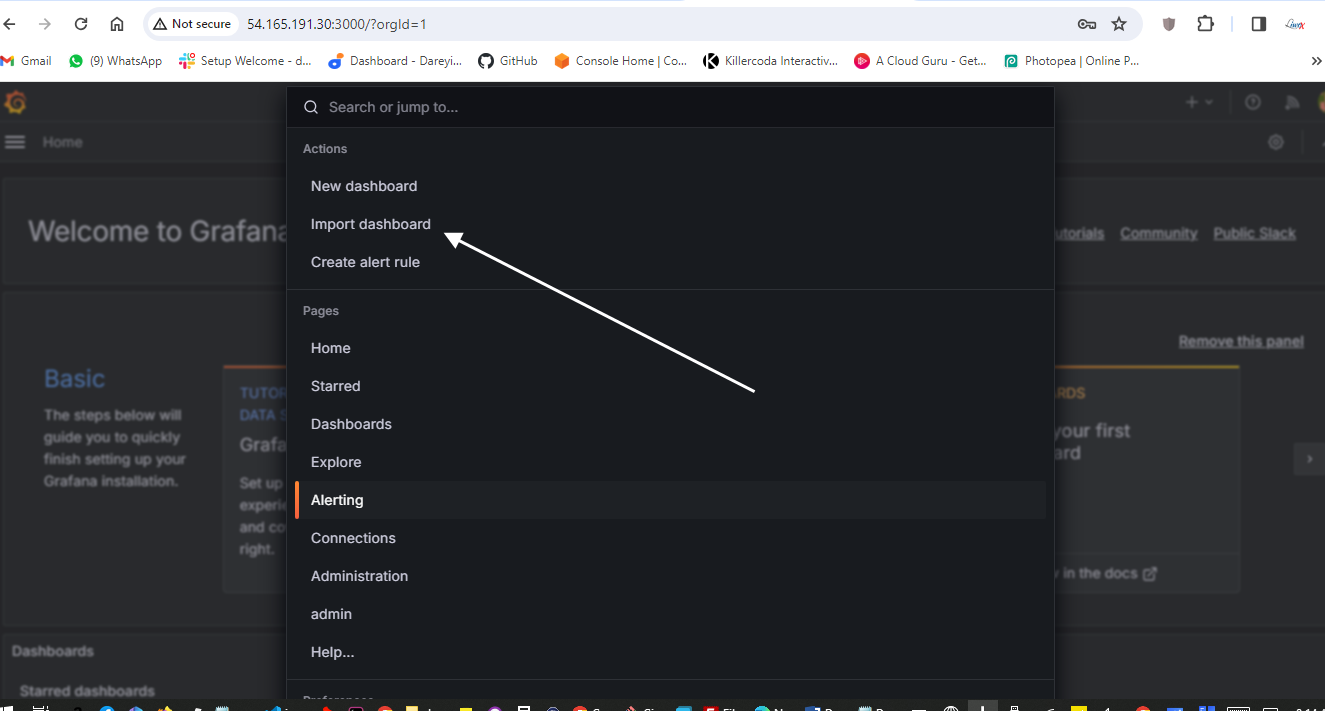 Not secure 54.165.191.30:3000/?orgId=1
Gmail (9) WhatsApp Setup Welcome - d... Dashboard - Dareyi... GitHub Console Home | Co... Killercoda Interactiv... A Cloud Guru - Get... Photopea | Online P...
Search or jump to...
Home
Actions
New dashboard
Import dashboard
Create alert rule
Welcome to Grafana
utorials Community Public Slack
Pages
Home
Starred
Dashboards
Explore
Alerting
Connections
Administration
admin
Help...
Remove this panel
Basic
The steps below will
guide you to quickly
finish setting up your
Grafana installation.
TUTOR
DATA S
Grafa
Set up
experie
and co
right.
RDS
your first
ard
in the docs
Dashboards
Starred dashboards